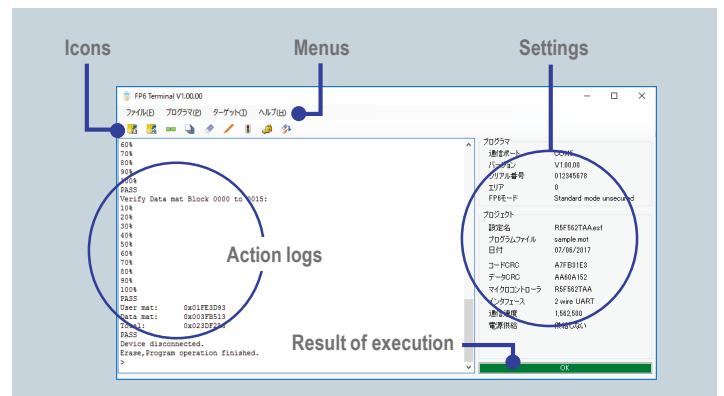 Icons
Menus
Settings
FP6 Terminal V1.00.00
ファイル(F) プログラマ(P) ターゲット(T) ヘルプ(H)
60%
70%
80%
90%
100%
PASS
Verify Data mat Block 0000 to 0015:
10%
20%
30%
40%
50%
60%
70%
80%
90%
100%
PASS
User mat: 0x01FE3D93
Data mat: 0x003FB513
Total:
PASS
Device disconnected.
Erase,Program operation finished.
>
Action logs
Result of execution
プログラマ
通信ポート
バージョン V1.00.00
シリアル番号 012345678
エリア 0
FP6モード Standard mode unsecured
プロジェクト
設定名 R5F562TAA.esf
プログラムファイル sample.mot
日付 07/06/2017
コードCRC A7FB31E3
データCRC AA60A152
マイクロコントローラ R5F562TAA
インタフェース 2 wire UART
通信速度 1,562,500
電源供給 供給しない
OK